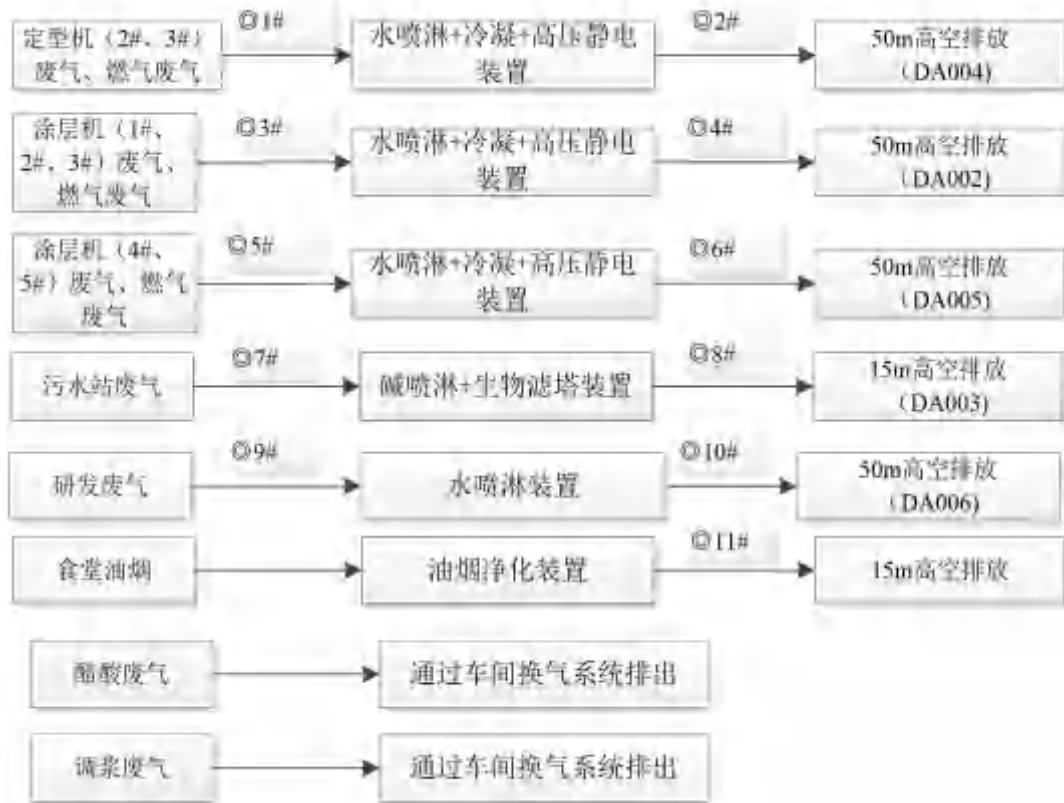 ◎1#
◎2#
定型机（2#、3#）
废气、燃气废气
水喷淋+冷凝+高压静电
装置
50m高空排放
（DA004）
◎3#
◎4#
涂层机（1#、
2#、3#）废气、
燃气废气
水喷淋+冷凝+高压静电
装置
50m高空排放
（DA002）
◎5#
◎6#
涂层机（4#、
5#）废气、燃气
废气
水喷淋+冷凝+高压静电
装置
50m高空排放
（DA005）
◎7#
◎8#
污水站废气
碱喷淋+生物滤塔装置
15m高空排放
（DA003）
◎9#
◎10#
研发废气
水喷淋装置
50m高空排放
（DA006）
◎11#
食堂油烟
油烟净化装置
15m高空排放
醋酸废气
通过车间换气系统排出
调浆废气
通过车间换气系统排出